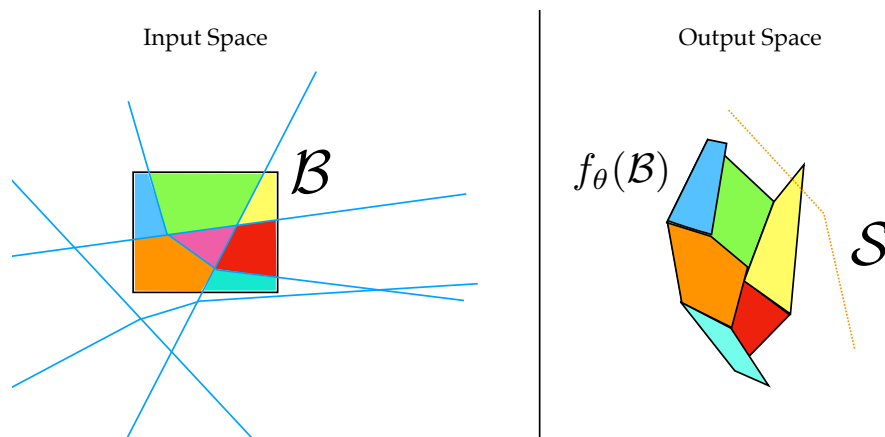 Input Space
Output Space
ℬ
f_θ(ℬ)
𝒮